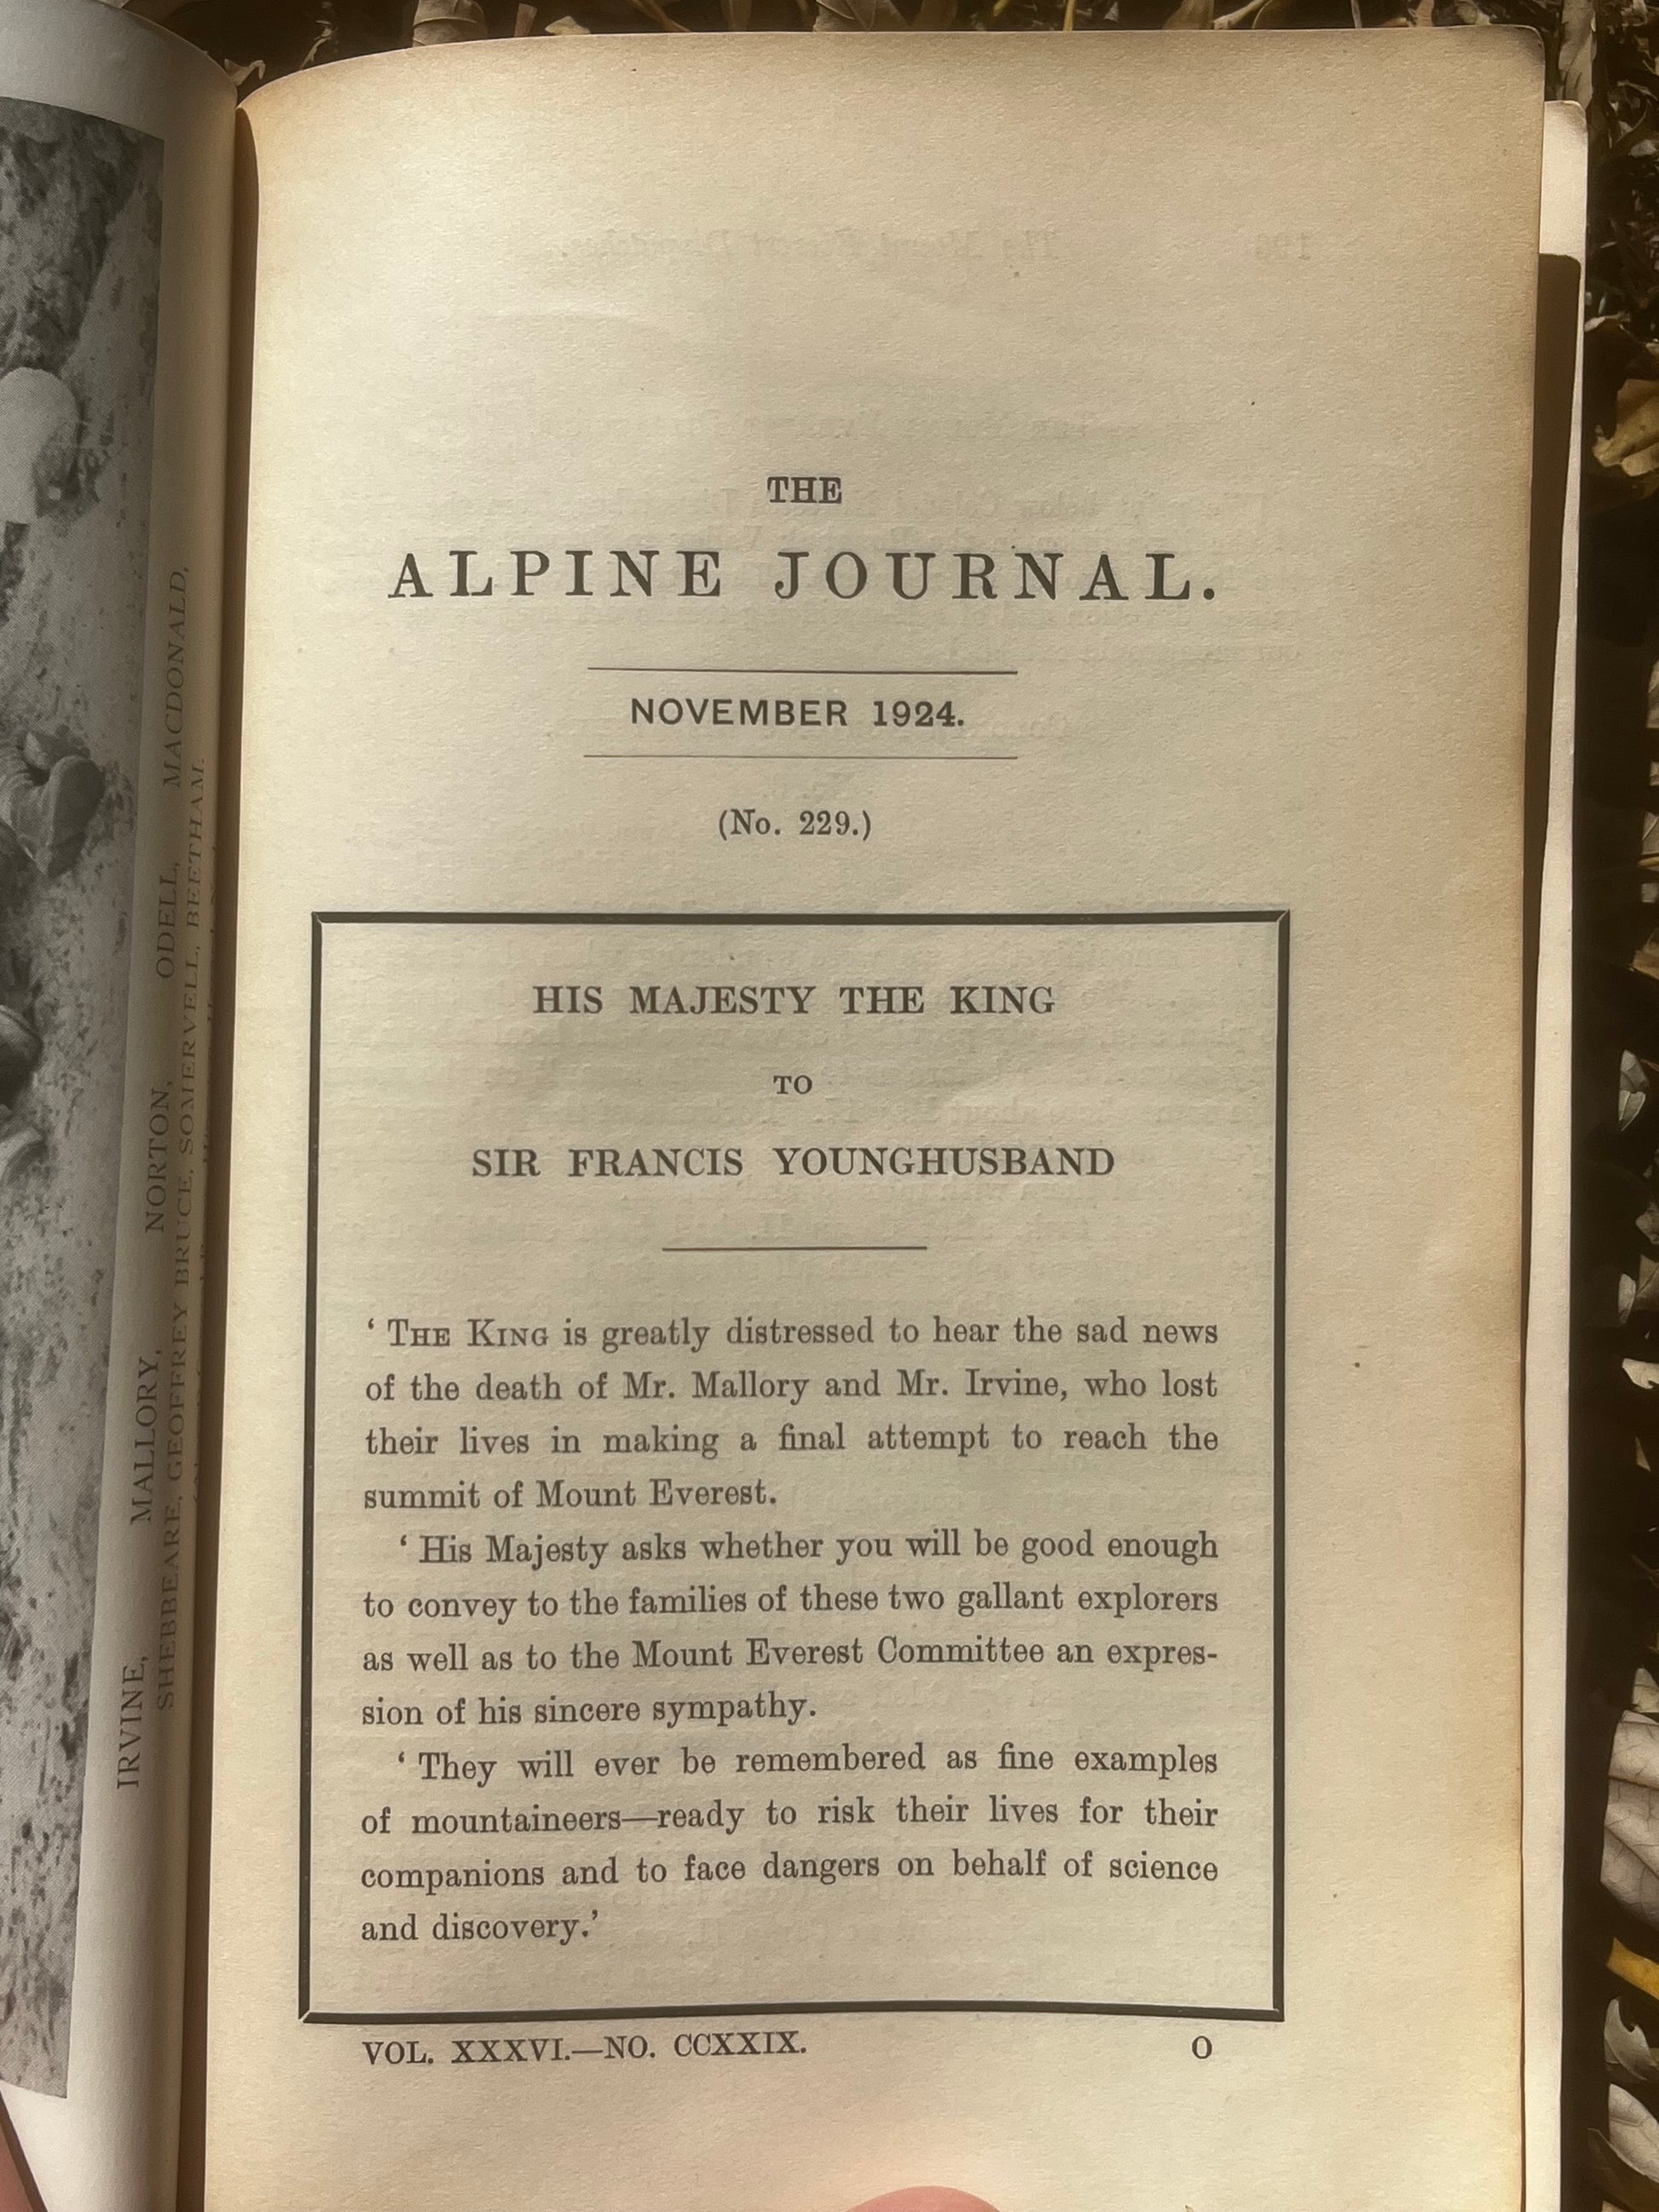 IRVINE, MALLORY, NORTON, ODELL, MACDONALD,
SHEBBEARE, GEOFFREY BRUCE, SOMERVELL, BEETHAM.
THE
ALPINE JOURNAL.
NOVEMBER 1924.
(No. 229.)
HIS MAJESTY THE KING
TO
SIR FRANCIS YOUNGHUSBAND
‘ THE KING is greatly distressed to hear the sad news
of the death of Mr. Mallory and Mr. Irvine, who lost
their lives in making a final attempt to reach the
summit of Mount Everest.
‘ His Majesty asks whether you will be good enough
to convey to the families of these two gallant explorers
as well as to the Mount Everest Committee an expres-
sion of his sincere sympathy.
‘ They will ever be remembered as fine examples
of mountaineers—ready to risk their lives for their
companions and to face dangers on behalf of science
and discovery.’
VOL. XXXVI.—NO. CCXXIX. O